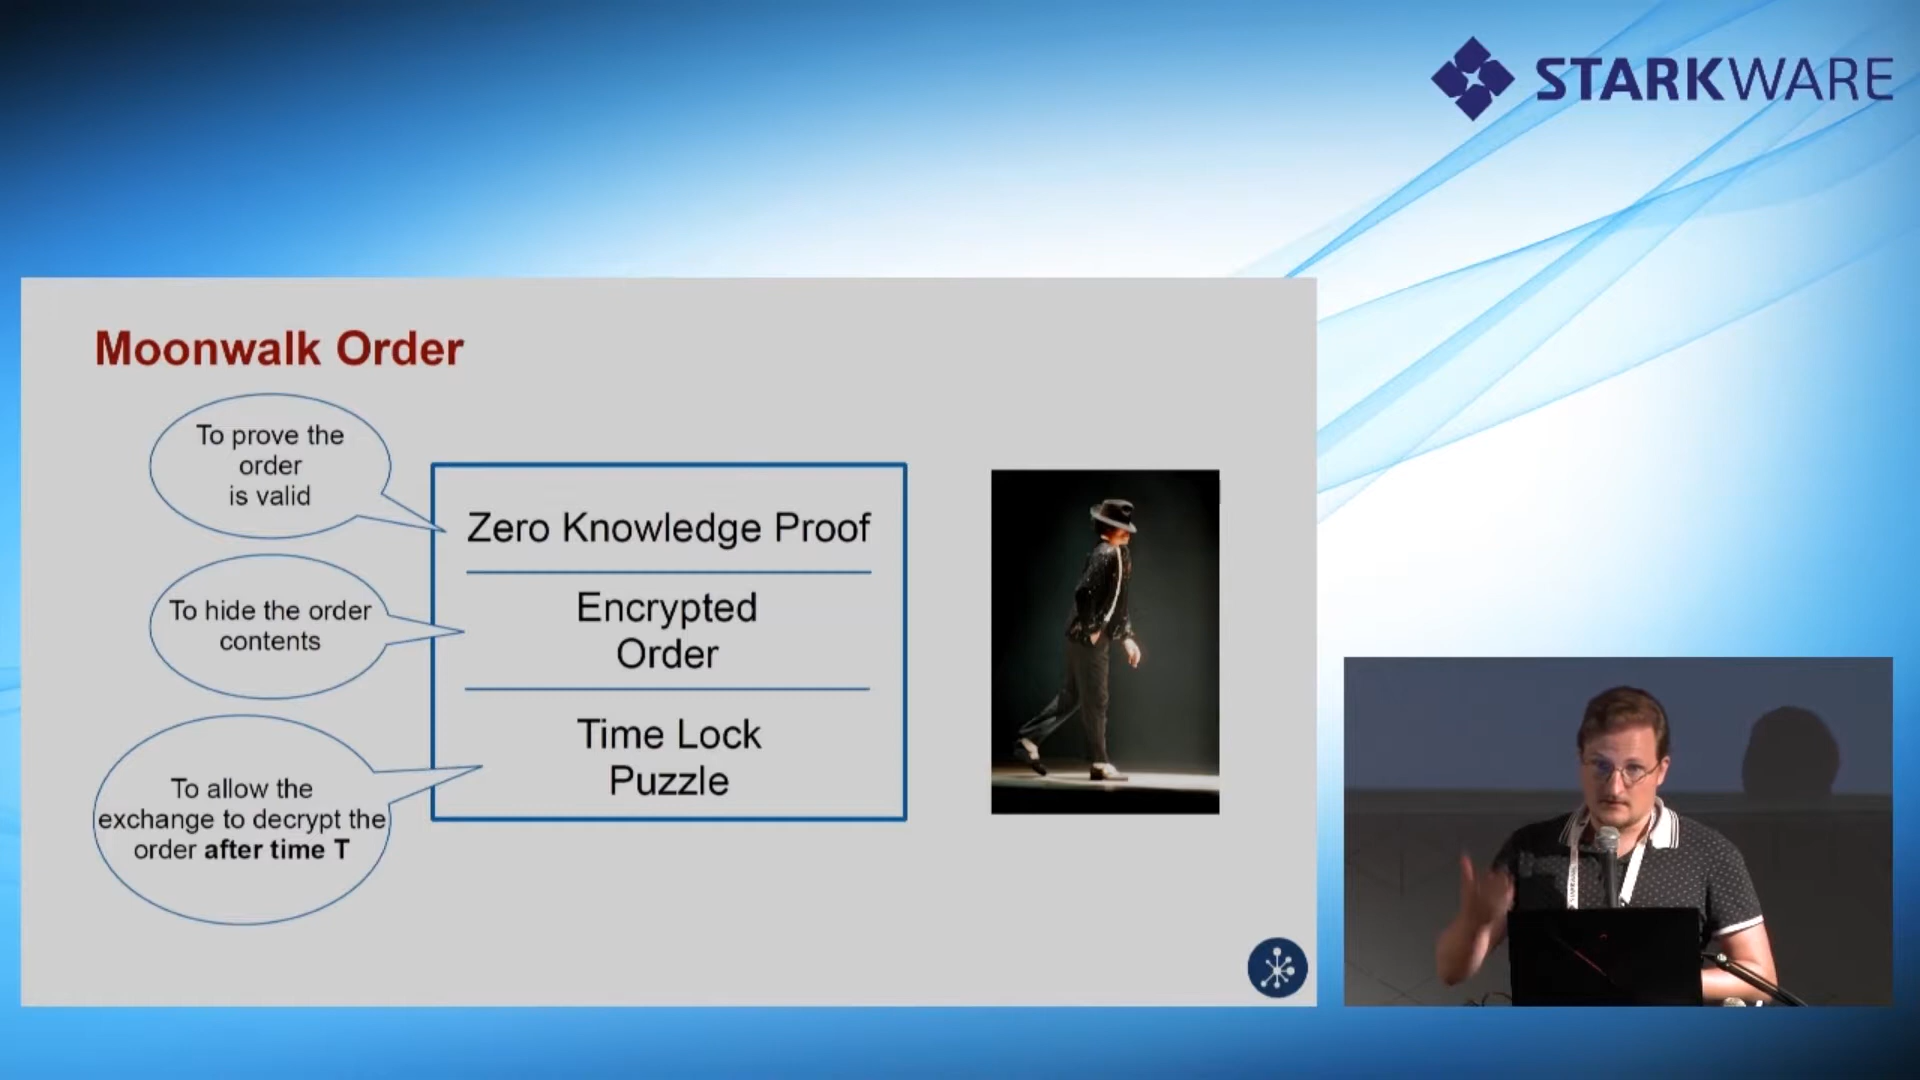 STARKWARE
Moonwalk Order
To prove the
order
is valid
Zero Knowledge Proof
To hide the order
contents
Encrypted
Order
Time Lock
Puzzle
To allow the
exchange to decrypt the
order after time T